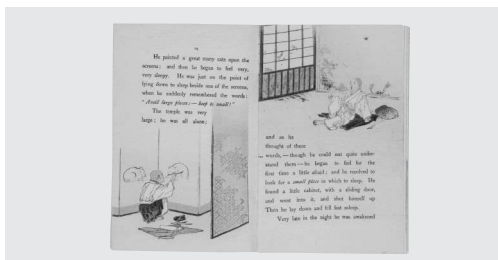 He painted a great many cats upon the
screens; and then he began to feel very,
very sleepy. He was just on the point of
lying down to sleep beside one of the screens,
when he suddenly remembered the words:
"Avoid large places;—keep to small!"
The temple was very
large; he was all alone;
and as he
thought of these
words,—though he could not quite under-
stand them—he began to feel for the
first time a little afraid; and he resolved to
look for a small place in which to sleep. He
found a little cabinet, with a sliding door,
and went into it, and shut himself up
Then he lay down and fell fast asleep.
Very late in the night he was awakened